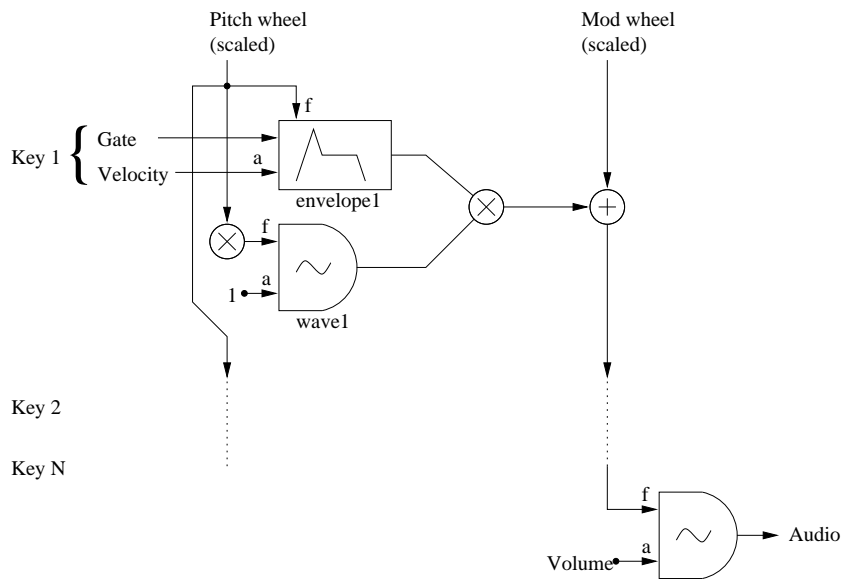 Pitch wheel
(scaled)
Mod wheel
(scaled)
f
Key 1 {
Gate
Velocity
a
envelope1
f
a
1
wave1
Key 2
Key N
f
a
Volume
Audio